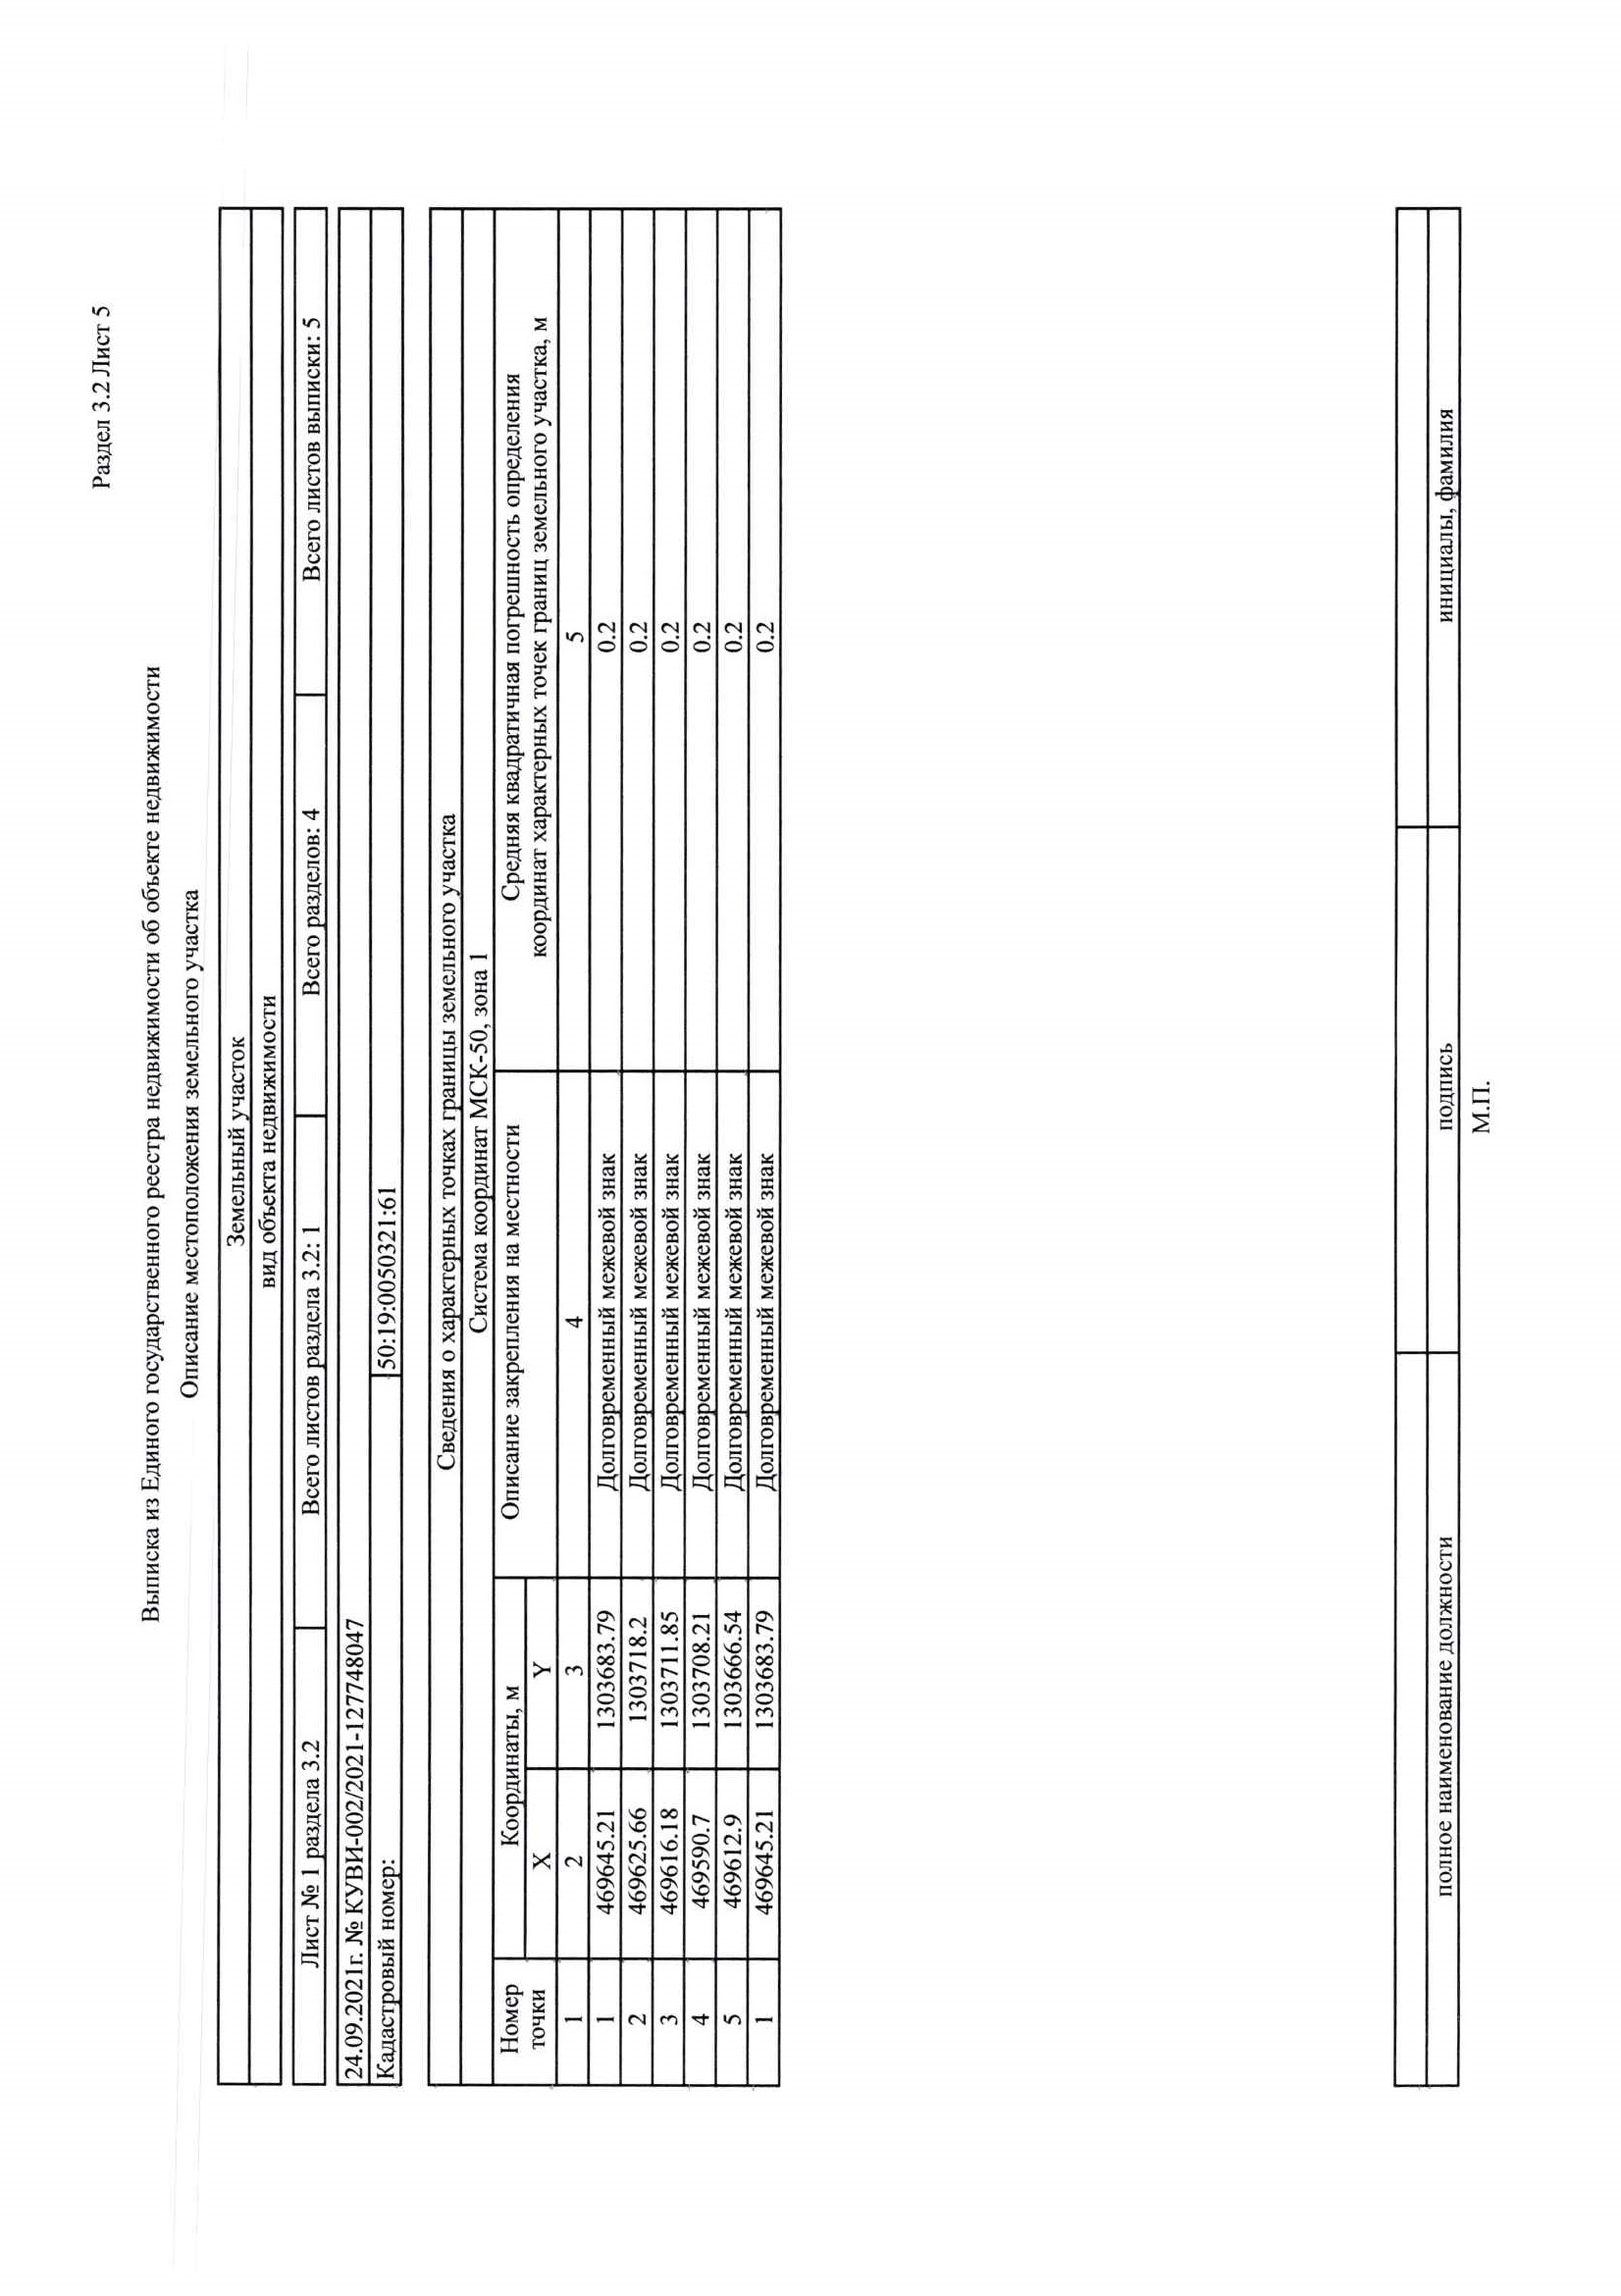 Раздел 3.2 Лист 5
Выписка из Единого государственного реестра недвижимости об объекте недвижимости
Описание местоположения земельного участка
Земельный участок
вид объекта недвижимости
Лист № 1 раздела 3.2 Всего листов раздела 3.2: 1 Всего разделов: 4 Всего листов выписки: 5
24.09.2021г. № КУВИ-002/2021-127748047
Кадастровый номер: 50:19:0050321:61
Сведения о характерных точках границы земельного участка
Система координат МСК-50, зона 1
Номер точки Координаты, м Описание закрепления на местности Средняя квадратичная погрешность определения
координат характерных точек границ земельного участка, м
X Y
1 2 3 4 5
1 469645.21 1303683.79 Долговременный межевой знак 0.2
2 469625.66 1303718.2 Долговременный межевой знак 0.2
3 469616.18 1303711.85 Долговременный межевой знак 0.2
4 469590.7 1303708.21 Долговременный межевой знак 0.2
5 469612.9 1303666.54 Долговременный межевой знак 0.2
1 469645.21 1303683.79 Долговременный межевой знак 0.2
полное наименование должности подпись инициалы, фамилия
М.П.